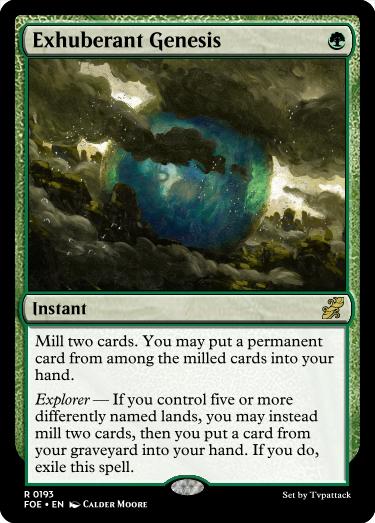 Exhuberant Genesis
Instant
Mill two cards. You may put a permanent
card from among the milled cards into your
hand.
Explorer — If you control five or more
differently named lands, you may instead
mill two cards, then you put a card from
your graveyard into your hand. If you do,
exile this spell.
R 0193
FOE • EN Calder Moore
Set by Tvpattack